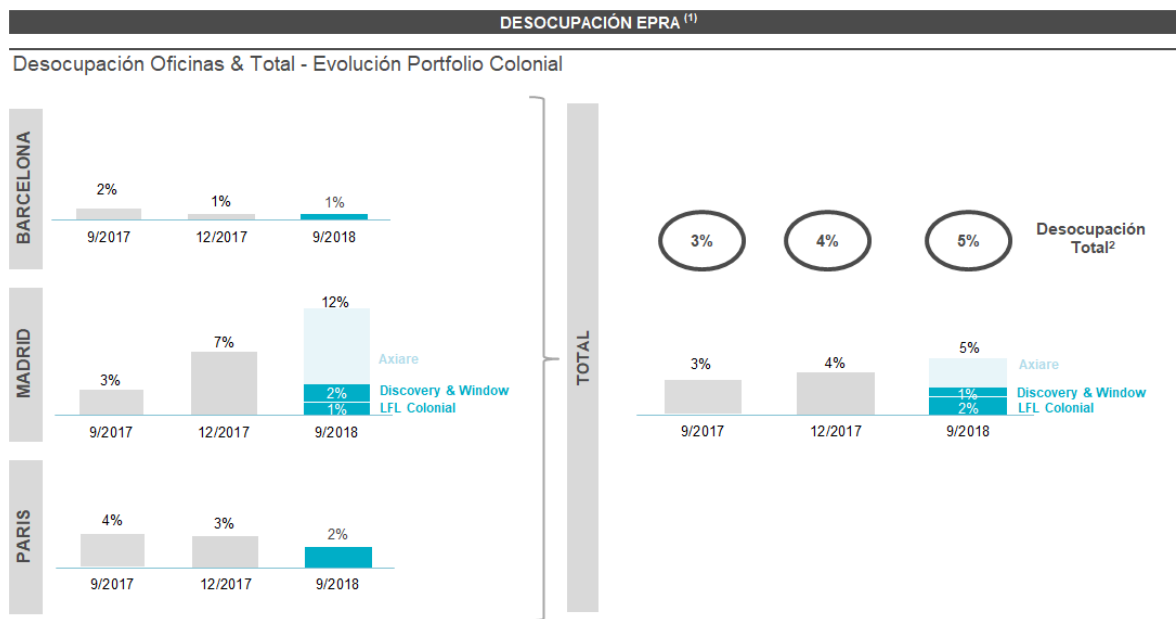 DESOCUPACIÓN EPRA (1)
Desocupación Oficinas & Total - Evolución Portfolio Colonial
BARCELONA
2%
1%
1%
9/2017
12/2017
9/2018
MADRID
3%
7%
12%
Axiare
2%
Discovery & Window
1%
LFL Colonial
9/2017
12/2017
9/2018
PARIS
4%
3%
2%
9/2017
12/2017
9/2018
TOTAL
3%
4%
5%
Desocupación
Total²
3%
4%
5%
Axiare
1%
Discovery & Window
2%
LFL Colonial
9/2017
12/2017
9/2018